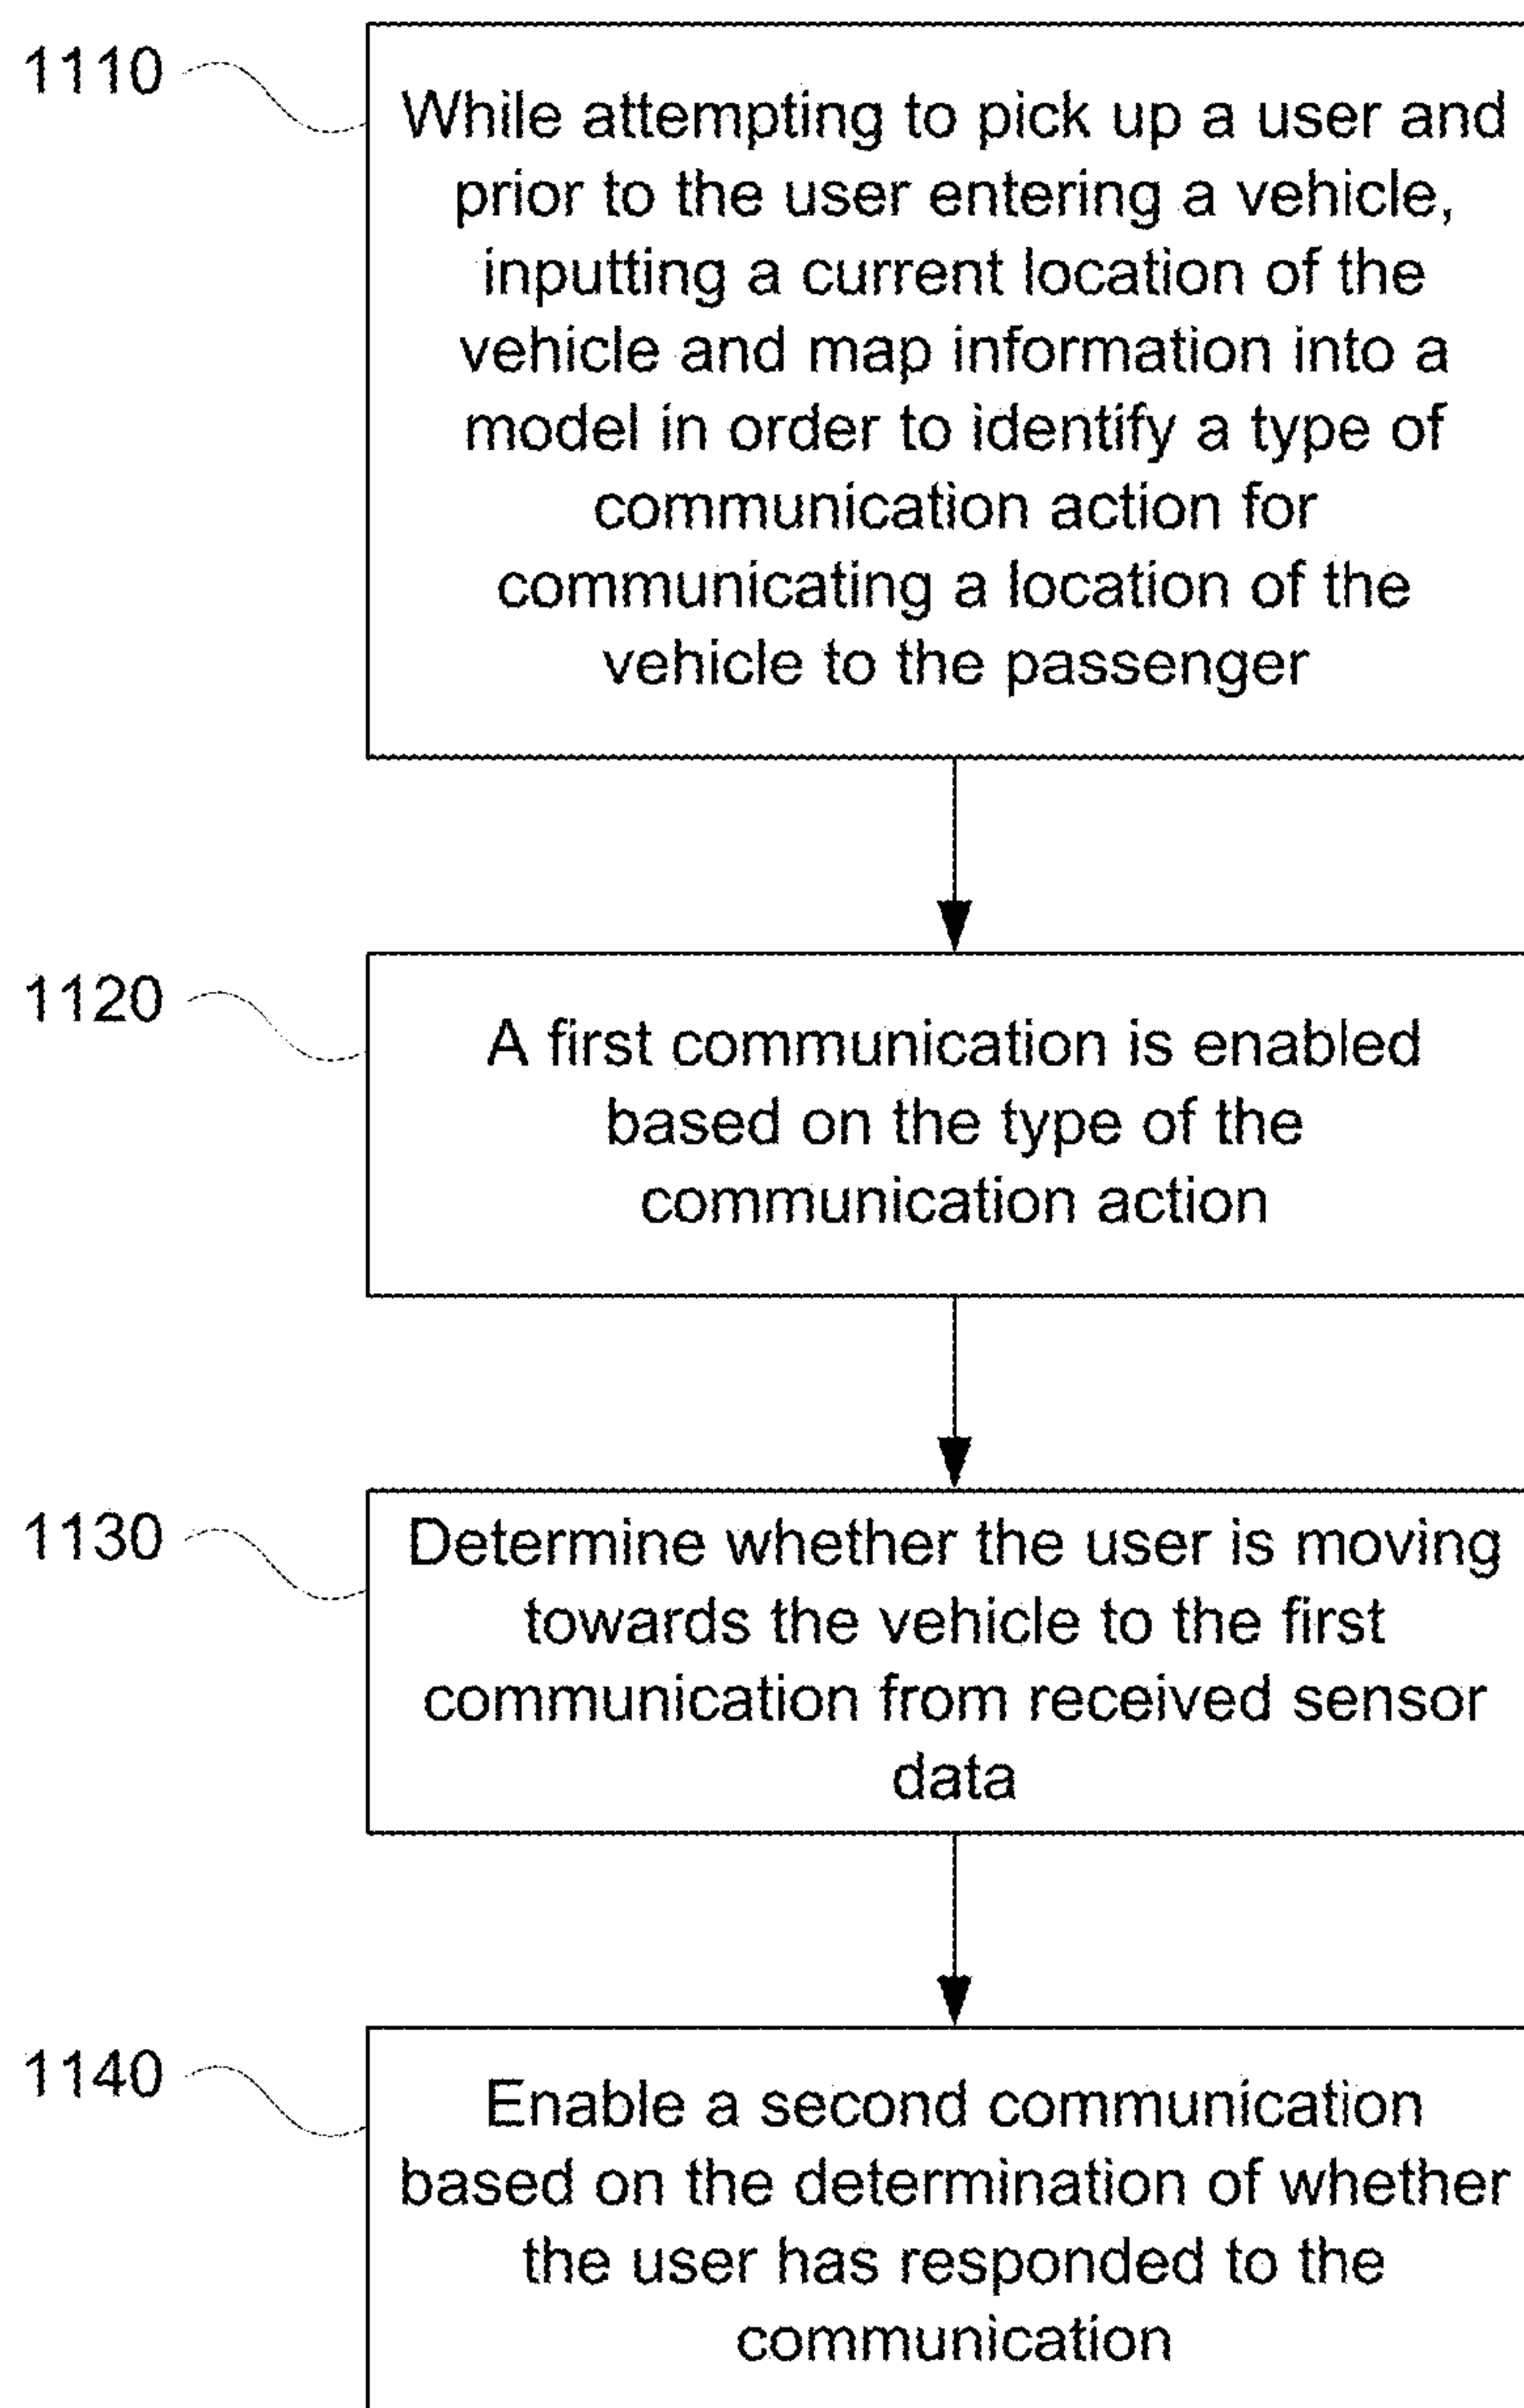 1110
While attempting to pick up a user and
prior to the user entering a vehicle,
inputting a current location of the
vehicle and map information into a
model in order to identify a type of
communication action for
communicating a location of the
vehicle to the passenger
1120
A first communication is enabled
based on the type of the
communication action
1130
Determine whether the user is moving
towards the vehicle to the first
communication from received sensor
data
1140
Enable a second communication
based on the determination of whether
the user has responded to the
communication